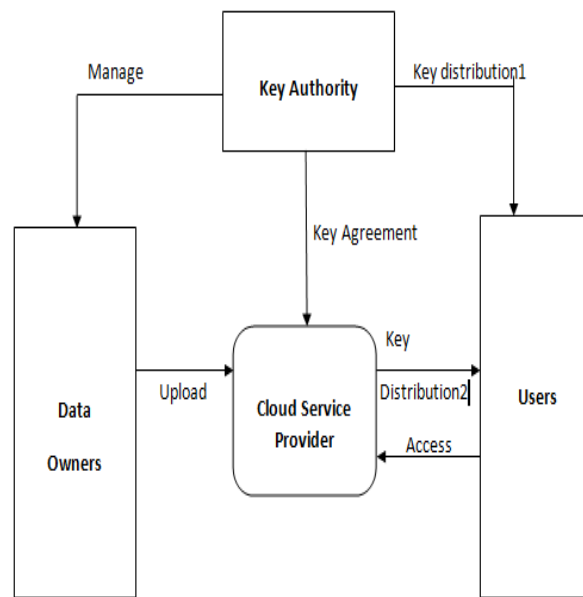 Manage
Key Authority
Key distribution1
Key Agreement
Key
Upload
Distribution2
Cloud Service
Provider
Data
Owners
Users
Access